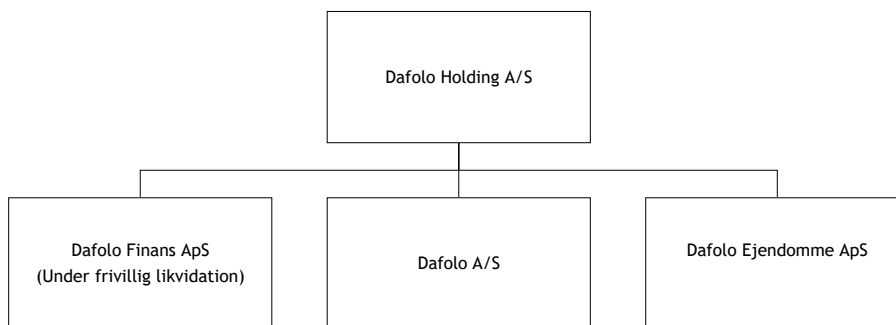 Dafolo Holding A/S
Dafolo Finans ApS
(Under frivillig likvidation)
Dafolo A/S
Dafolo Ejendomme ApS